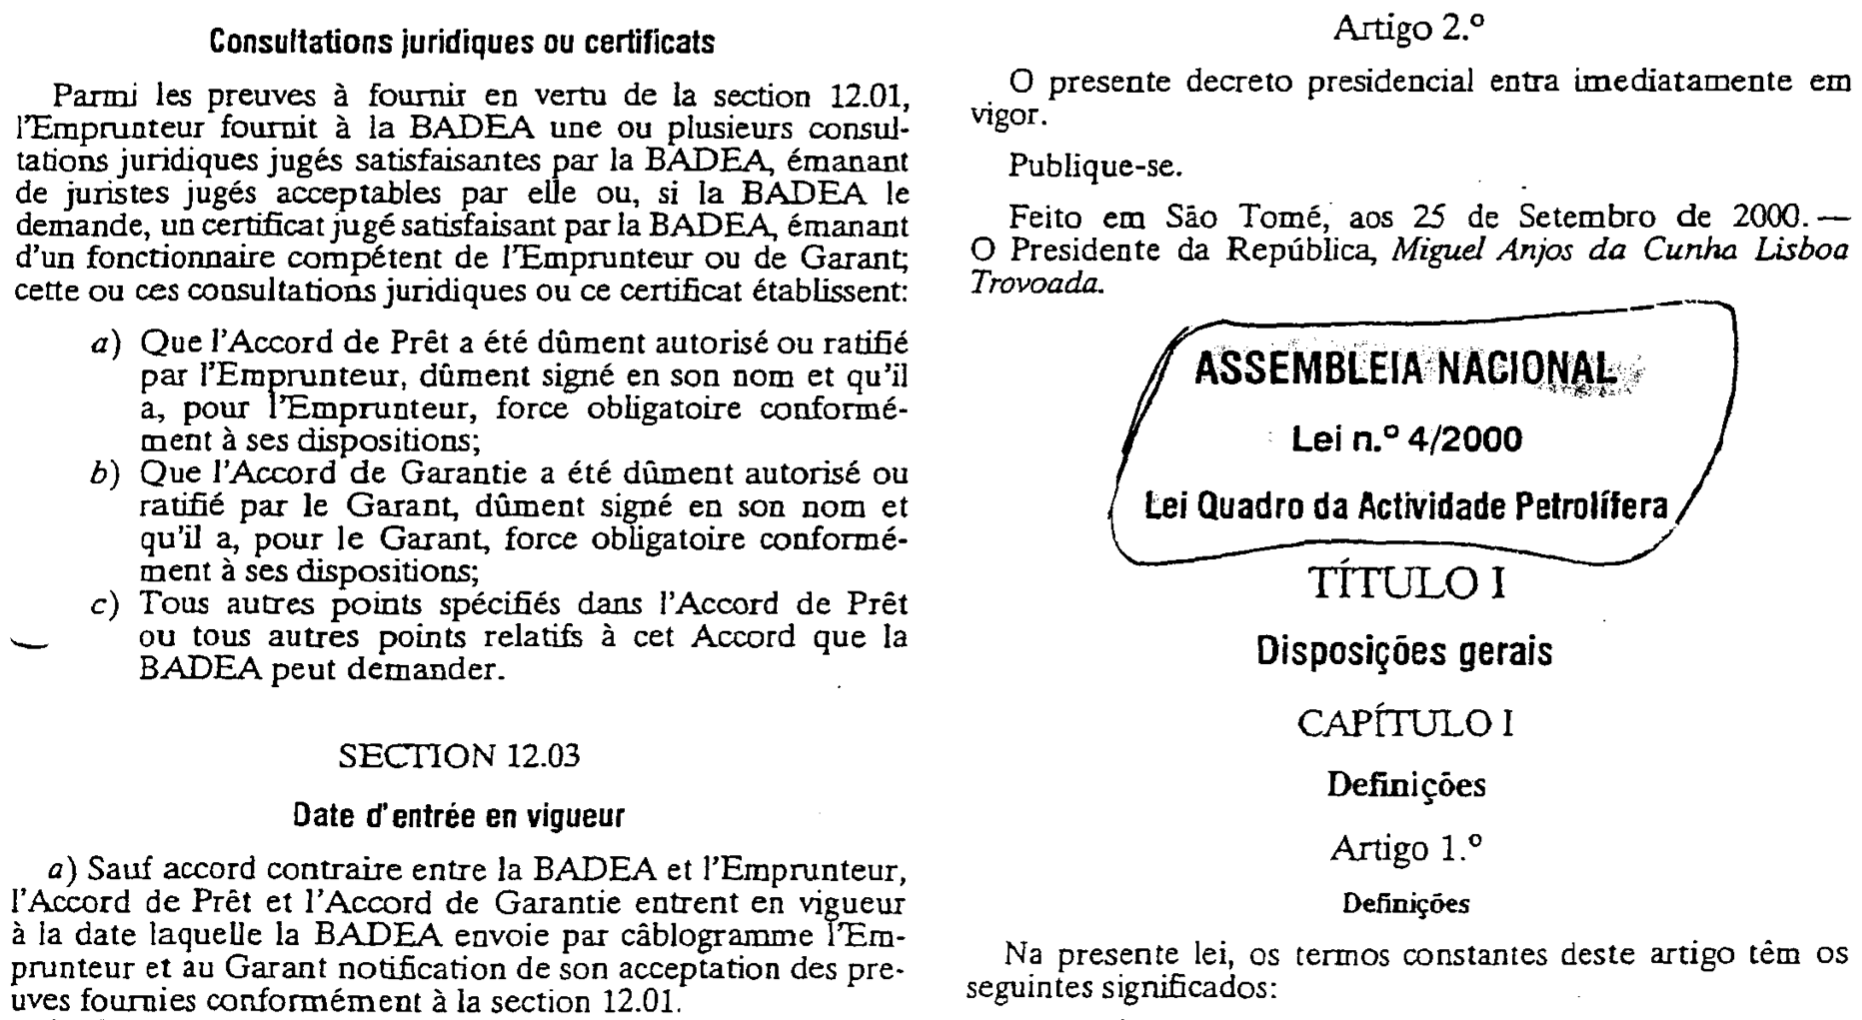 Consultations juridiques ou certificats
Parmi les preuves à fournir en vertu de la section 12.01,
l'Emprunteur fournit à la BADEA une ou plusieurs consul-
tations juridiques jugés satisfaisantes par la BADEA, émanant
de juristes jugés acceptables par elle ou, si la BADEA le
demande, un certificat jugé satisfaisant par la BADEA, émanant
d'un fonctionnaire compétent de l'Emprunteur ou de Garant;
cette ou ces consultations juridiques ou ce certificat établissent:
a) Que l'Accord de Prêt a été dûment autorisé ou ratifié
par l'Emprunteur, dûment signé en son nom et qu'il
a, pour l'Emprunteur, force obligatoire conformé-
ment à ses dispositions;
b) Que l'Accord de Garantie a été dûment autorisé ou
ratifié par le Garant, dûment signé en son nom et
qu'il a, pour le Garant, force obligatoire conformé-
ment à ses dispositions;
c) Tous autres points spécifiés dans l'Accord de Prêt
ou tous autres points relatifs à cet Accord que la
BADEA peut demander.
SECTION 12.03
Date d'entrée en vigueur
a) Sauf accord contraire entre la BADEA et l'Emprunteur,
l'Accord de Prêt et l'Accord de Garantie entrent en vigueur
à la date laquelle la BADEA envoie par câblogramme l'Em-
prunteur et au Garant notification de son acceptation des pre-
uves fournies conformément à la section 12.01.
Artigo 2.º
O presente decreto presidencial entra imediatamente em
vigor.
Publique-se.
Feito em São Tomé, aos 25 de Setembro de 2000. —
O Presidente da República, Miguel Anjos da Cunha Lisboa
Trovoada.
ASSEMBLEIA NACIONAL
Lei n.º 4/2000
Lei Quadro da Actividade Petrolífera
TÍTULO I
Disposições gerais
CAPÍTULO I
Definições
Artigo 1.º
Definições
Na presente lei, os termos constantes deste artigo têm os
seguintes significados: